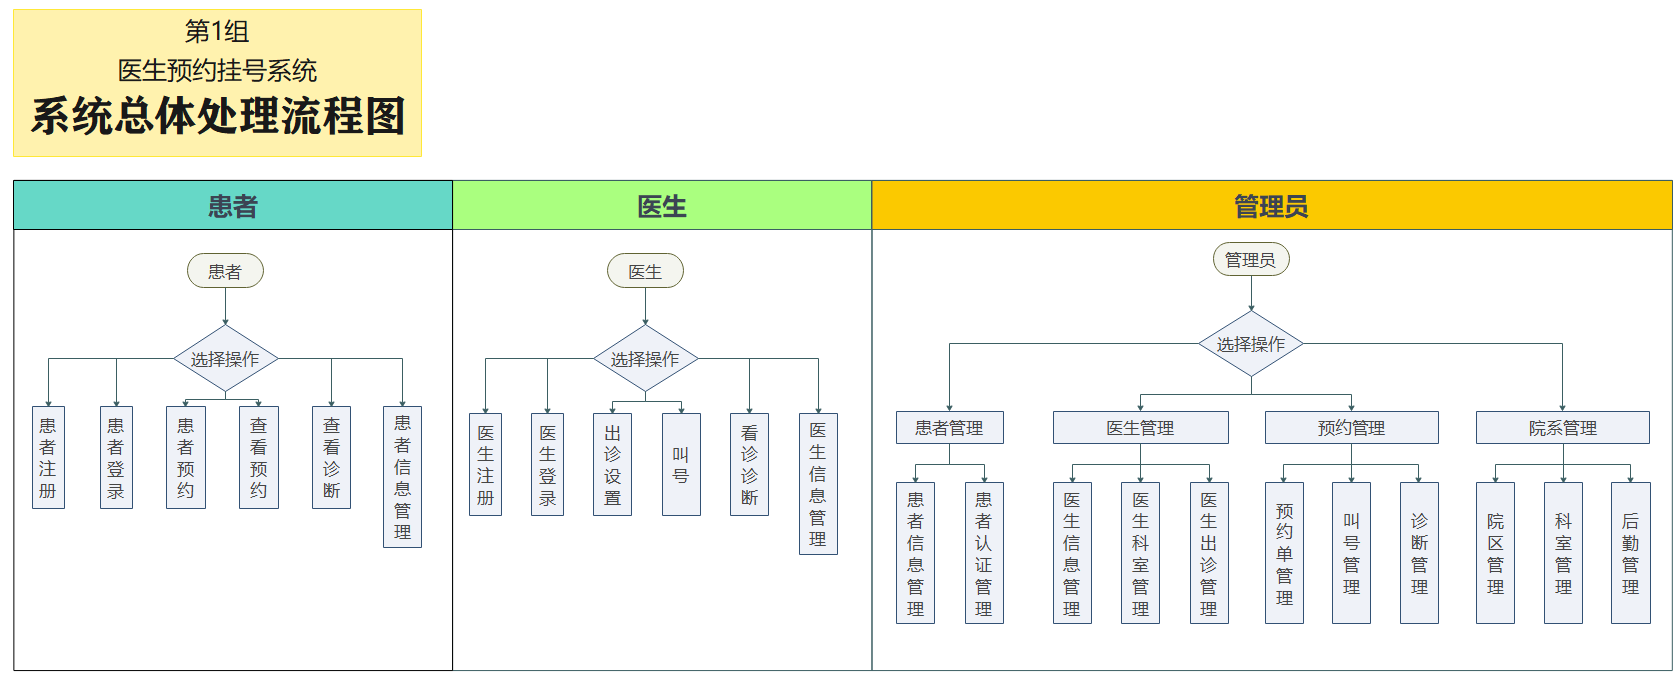 第1组
医生预约挂号系统
系统总体处理流程图
患者
医生
管理员
患者
选择操作
患者注册
患者登录
患者预约
查看预约
查看诊断
患者信息管理
医生
选择操作
医生注册
医生登录
出诊设置
叫号
看诊诊断
医生信息管理
管理员
选择操作
患者管理
医生管理
预约管理
院系管理
患者信息管理
患者认证管理
医生信息管理
医生科室管理
医生出诊管理
预约单管理
叫号管理
诊断管理
院区管理
科室管理
后勤管理